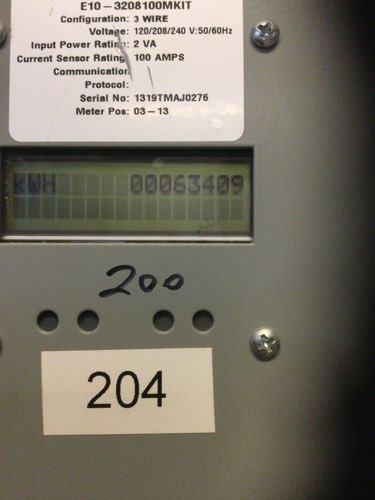 E10-3208100MKIT
Configuration: 3 WIRE
Voltage: 120/208/240 V:50/60Hz
Input Power Rating: 2 VA
Current Sensor Rating: 100 AMPS
Communication
Protocol:
Serial No: 1319TMAJ0276
Meter Pos: 03-13
KWH 00063409
200
204